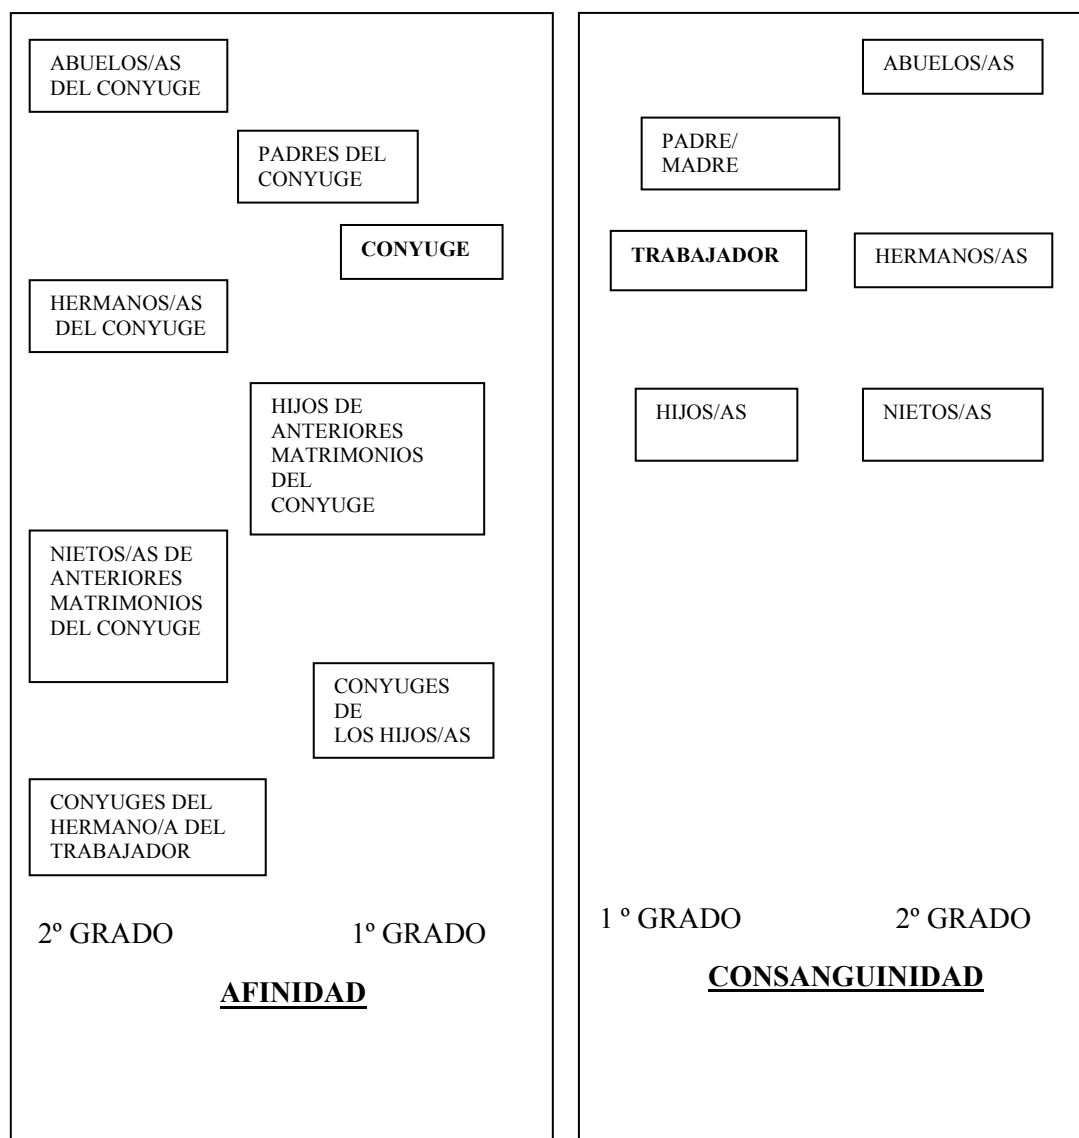 ABUELOS/AS
DEL CONYUGE
PADRES DEL
CONYUGE
CONYUGE
HERMANOS/AS
DEL CONYUGE
HIJOS DE
ANTERIORES
MATRIMONIOS
DEL
CONYUGE
NIETOS/AS DE
ANTERIORES
MATRIMONIOS
DEL CONYUGE
CONYUGES
DE
LOS HIJOS/AS
CONYUGES DEL
HERMANO/A DEL
TRABAJADOR
2º GRADO
1º GRADO
AFINIDAD
ABUELOS/AS
PADRE/
MADRE
TRABAJADOR
HERMANOS/AS
HIJOS/AS
NIETOS/AS
1 º GRADO
2º GRADO
CONSANGUINIDAD